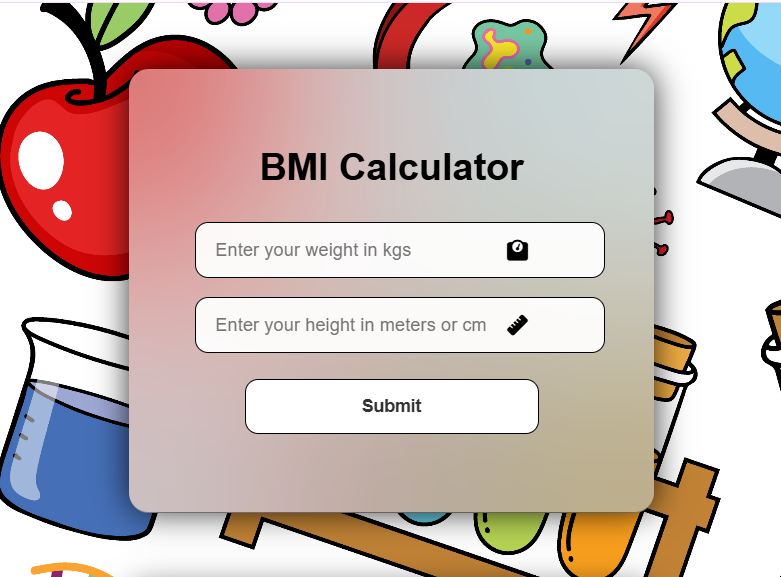 BMI Calculator
Enter your weight in kgs
Enter your height in meters or cm
Submit